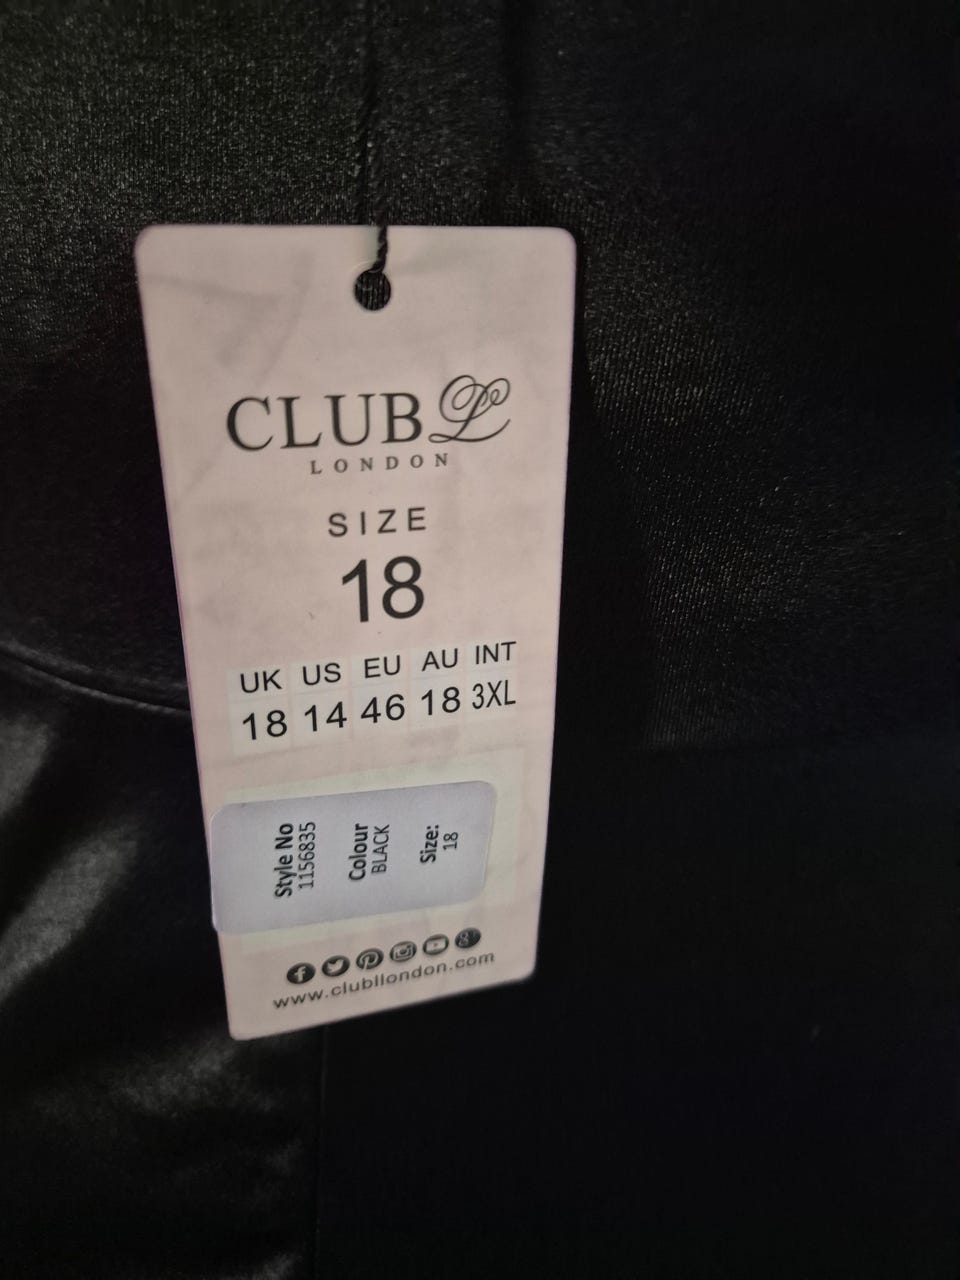 CLUB L
LONDON
SIZE
18
UK US EU AU INT
18 14 46 18 3XL
Style No
1156835
Colour
BLACK
Size:
18
www.clubllondon.com